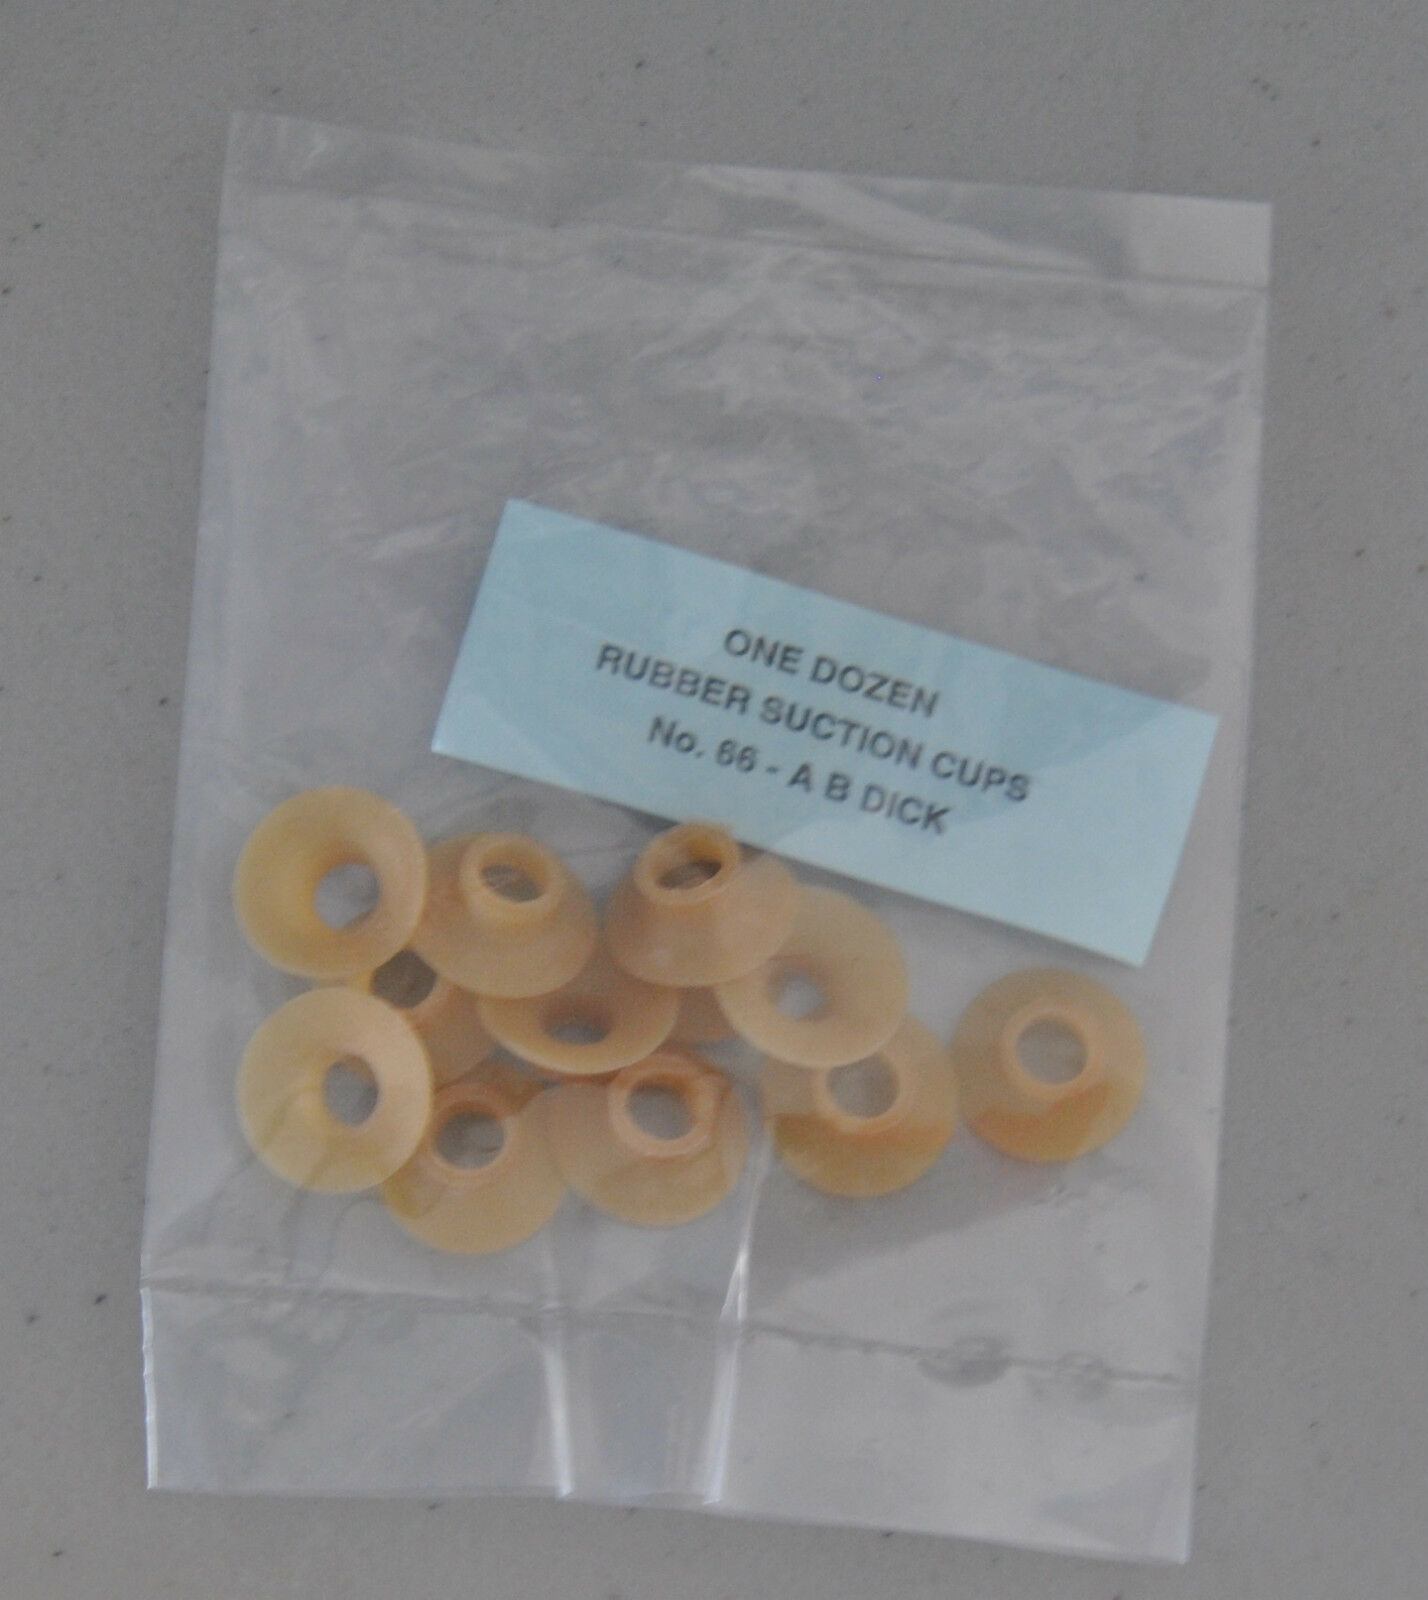 ONE DOZEN
RUBBER SUCTION CUPS
No. 66 - A B DICK